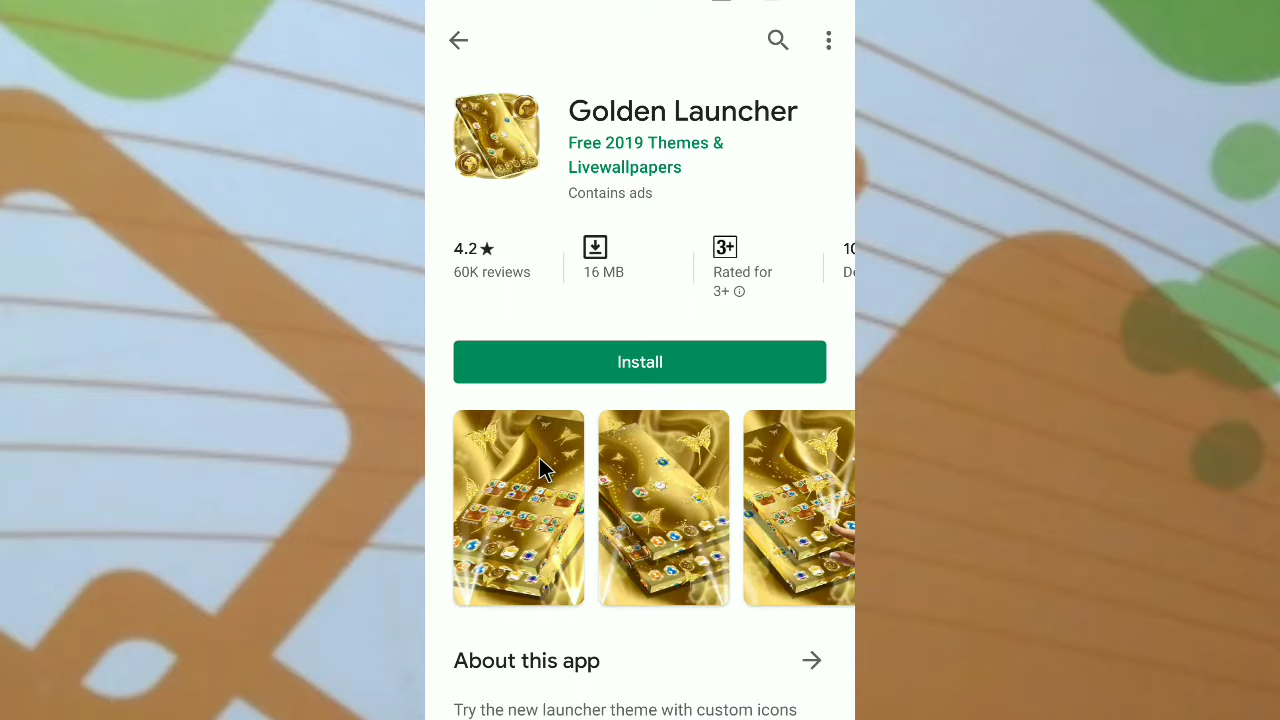 Golden Launcher
Free 2019 Themes &
Livewallpapers
Contains ads
4.2★
60K reviews
16 MB
3+
Rated for
3+
Install
About this app
Try the new launcher theme with custom icons